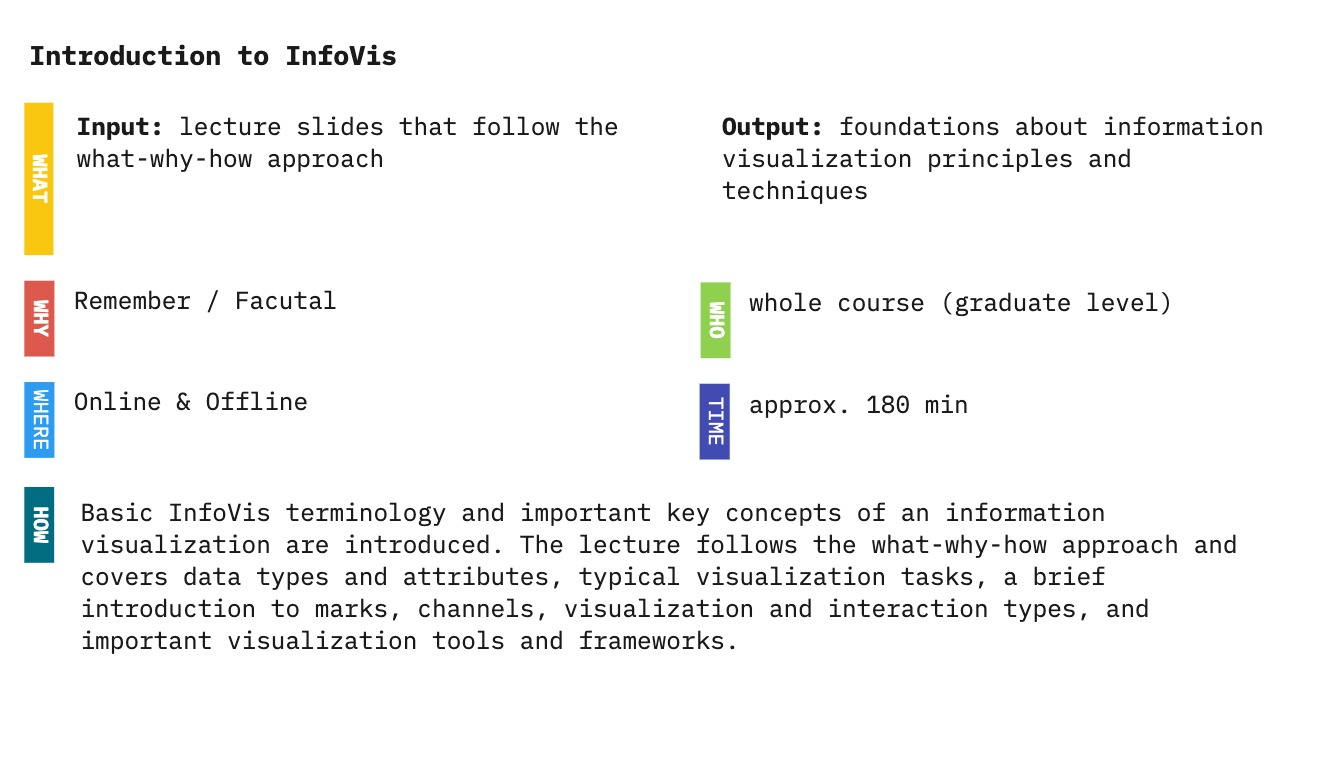 Introduction to InfoVis
WHAT
Input: lecture slides that follow the
what-why-how approach
Output: foundations about information
visualization principles and
techniques
WHY
Remember / Facutal
WHO
whole course (graduate level)
WHERE
Online & Offline
TIME
approx. 180 min
HOW
Basic InfoVis terminology and important key concepts of an information
visualization are introduced. The lecture follows the what-why-how approach and
covers data types and attributes, typical visualization tasks, a brief
introduction to marks, channels, visualization and interaction types, and
important visualization tools and frameworks.